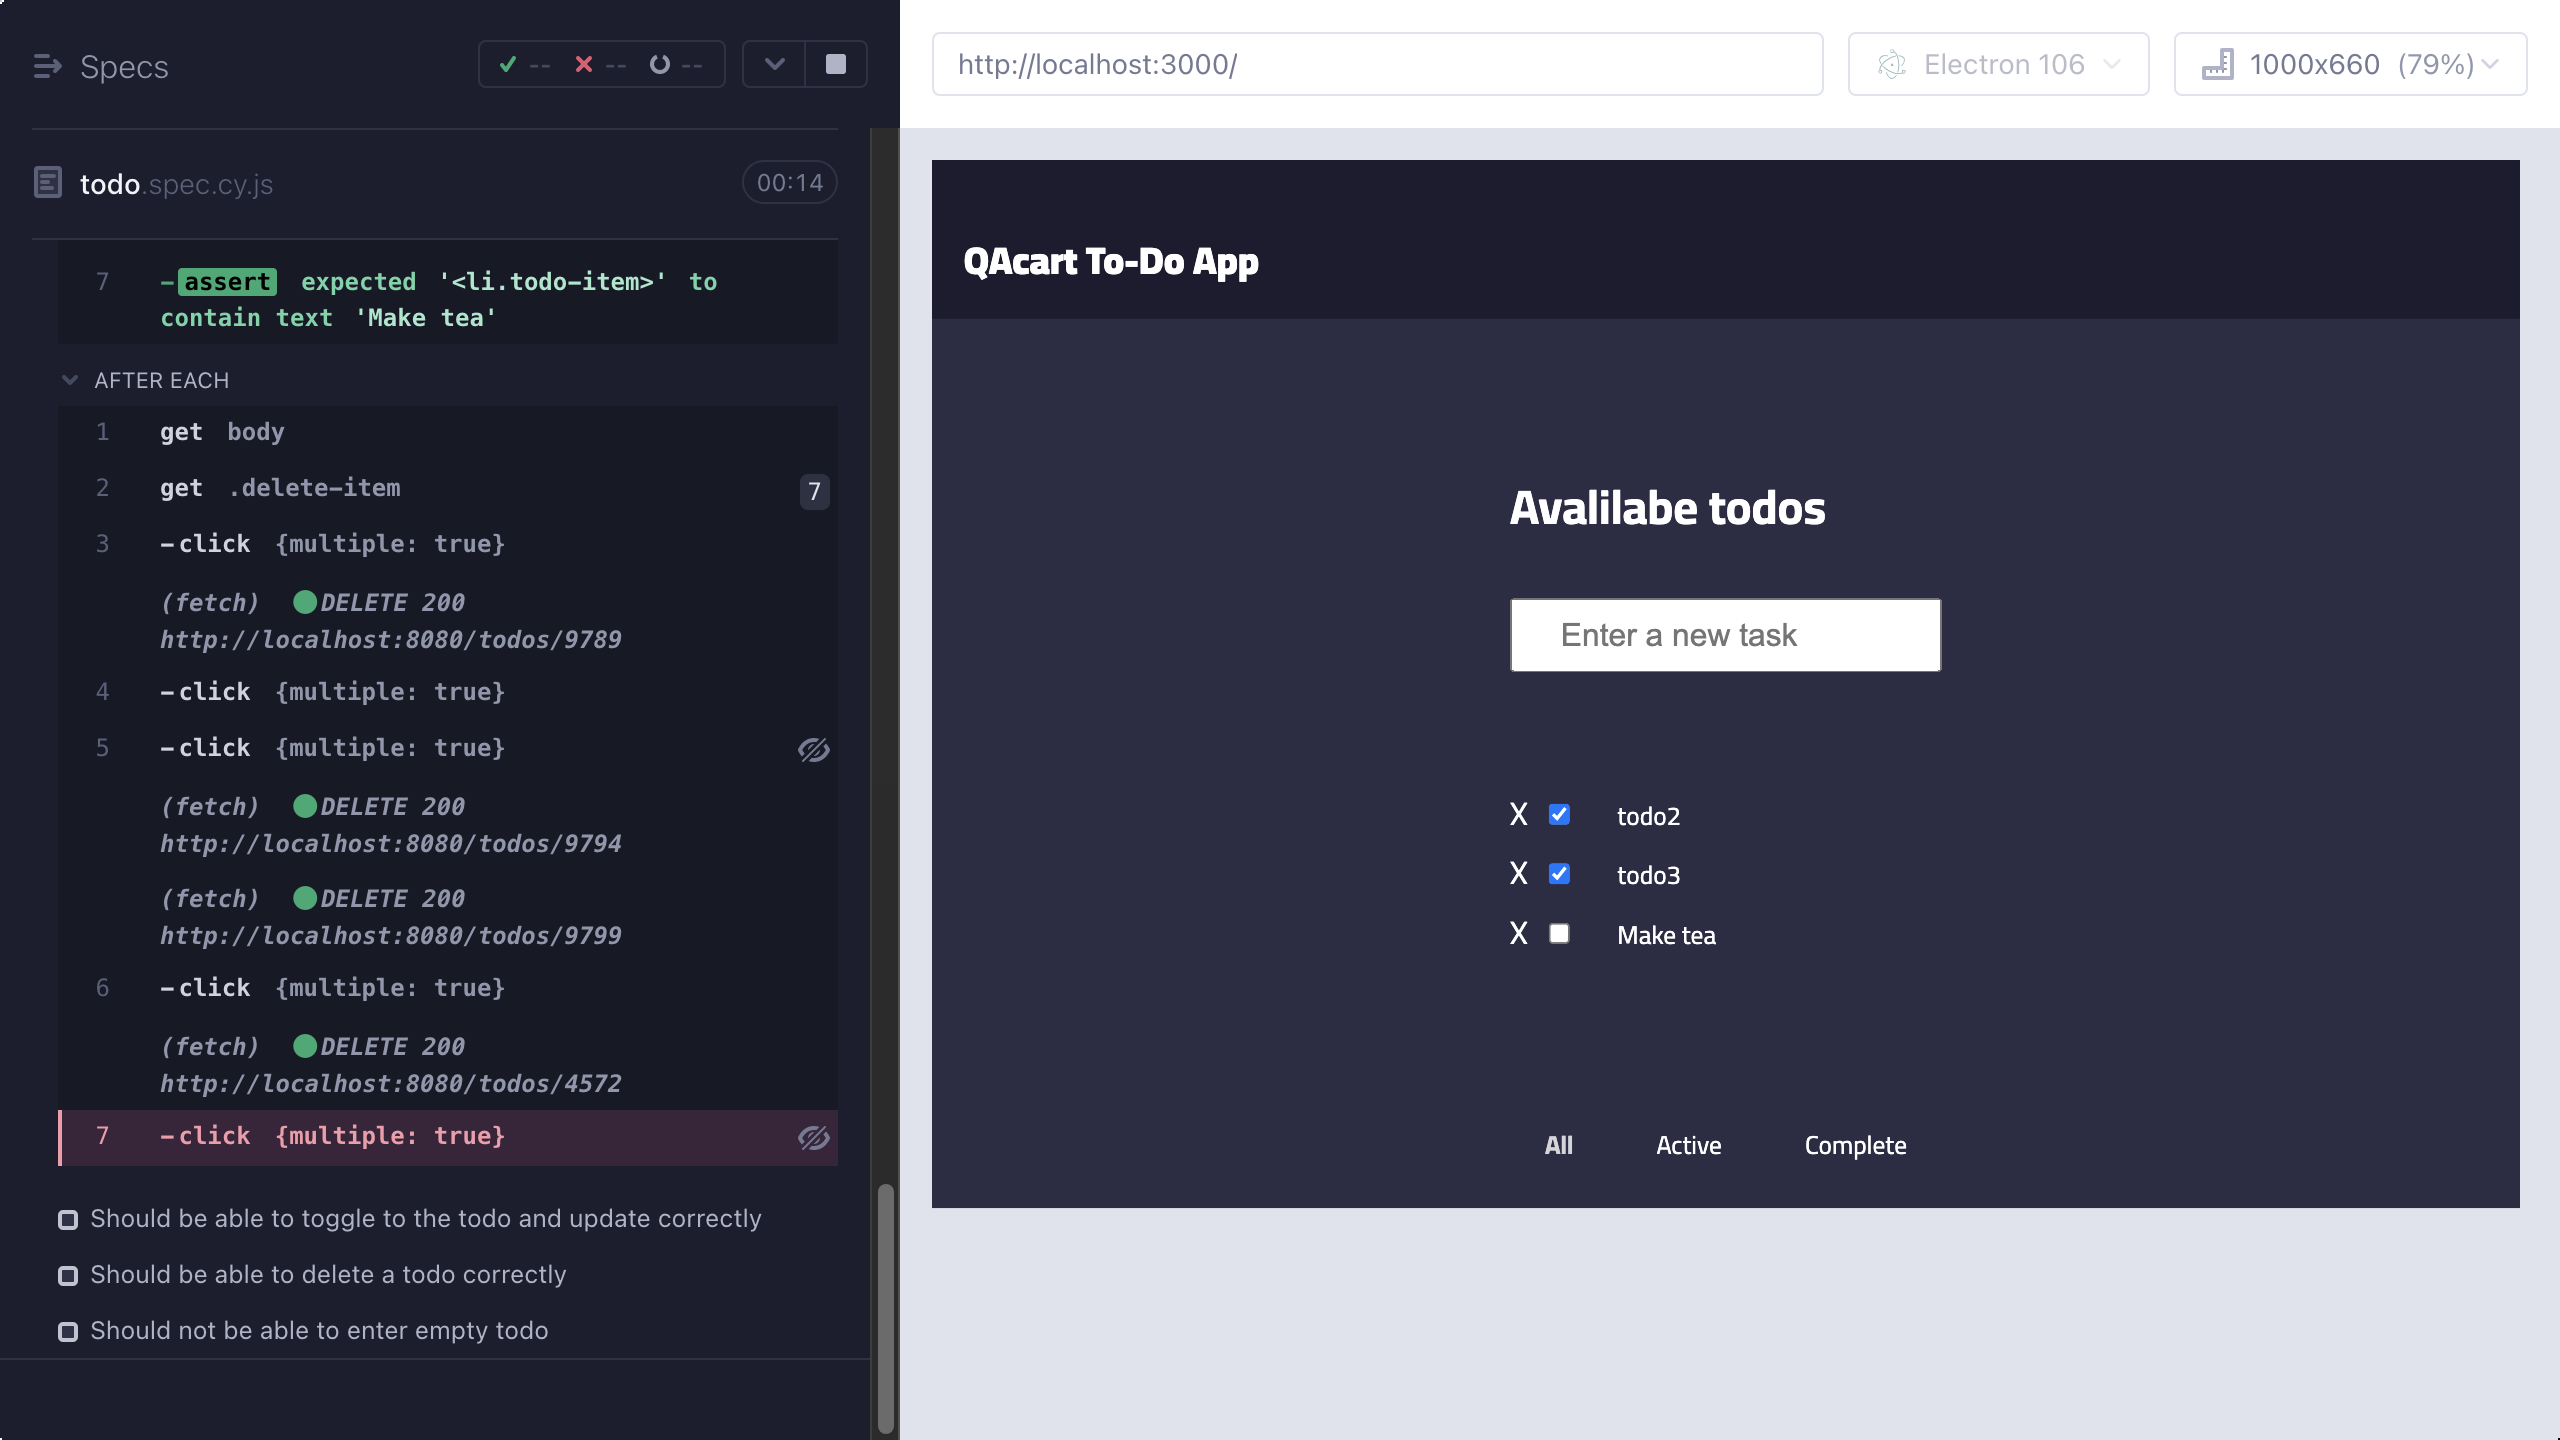 Specs
-- -- --
todo.spec.cy.js 00:14
7 -assert expected '<li.todo-item>' to
contain text 'Make tea'
AFTER EACH
1 get body
2 get .delete-item 7
3 -click {multiple: true}
(fetch) DELETE 200
http://localhost:8080/todos/9789
4 -click {multiple: true}
5 -click {multiple: true}
(fetch) DELETE 200
http://localhost:8080/todos/9794
(fetch) DELETE 200
http://localhost:8080/todos/9799
6 -click {multiple: true}
(fetch) DELETE 200
http://localhost:8080/todos/4572
7 -click {multiple: true}
Should be able to toggle to the todo and update correctly
Should be able to delete a todo correctly
Should not be able to enter empty todo
http://localhost:3000/
Electron 106
1000x660 (79%)
QAcart To-Do App
Avalilabe todos
Enter a new task
X todo2
X todo3
X Make tea
All Active Complete